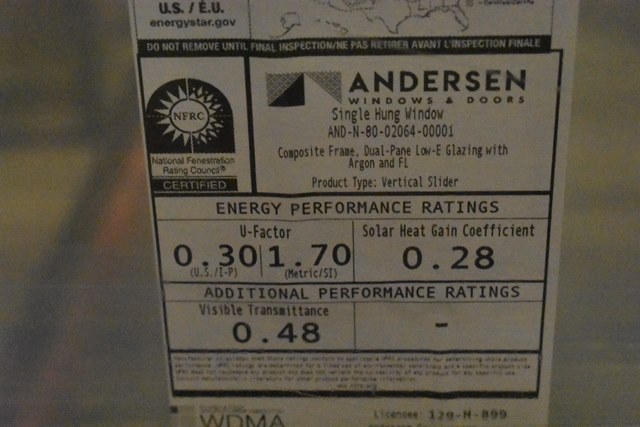 U.S. / É.U.
energystar.gov
DO NOT REMOVE UNTIL FINAL INSPECTION/NE PAS RETIRER AVANT L'INSPECTION FINALE
NFRC
National Fenestration
Rating Council®
CERTIFIED
ANDERSEN
WINDOWS & DOORS
Single Hung Window
AND-N-80-02064-00001
Composite Frame, Dual-Pane Low-E Glazing with
Argon and FL
Product Type: Vertical Slider
ENERGY PERFORMANCE RATINGS
U-Factor
0.30 1.70
(U.S./I-P) (Metric/SI)
Solar Heat Gain Coefficient
0.28
ADDITIONAL PERFORMANCE RATINGS
Visible Transmittance
0.48
-
WDMA
Licensee: 129-H-899